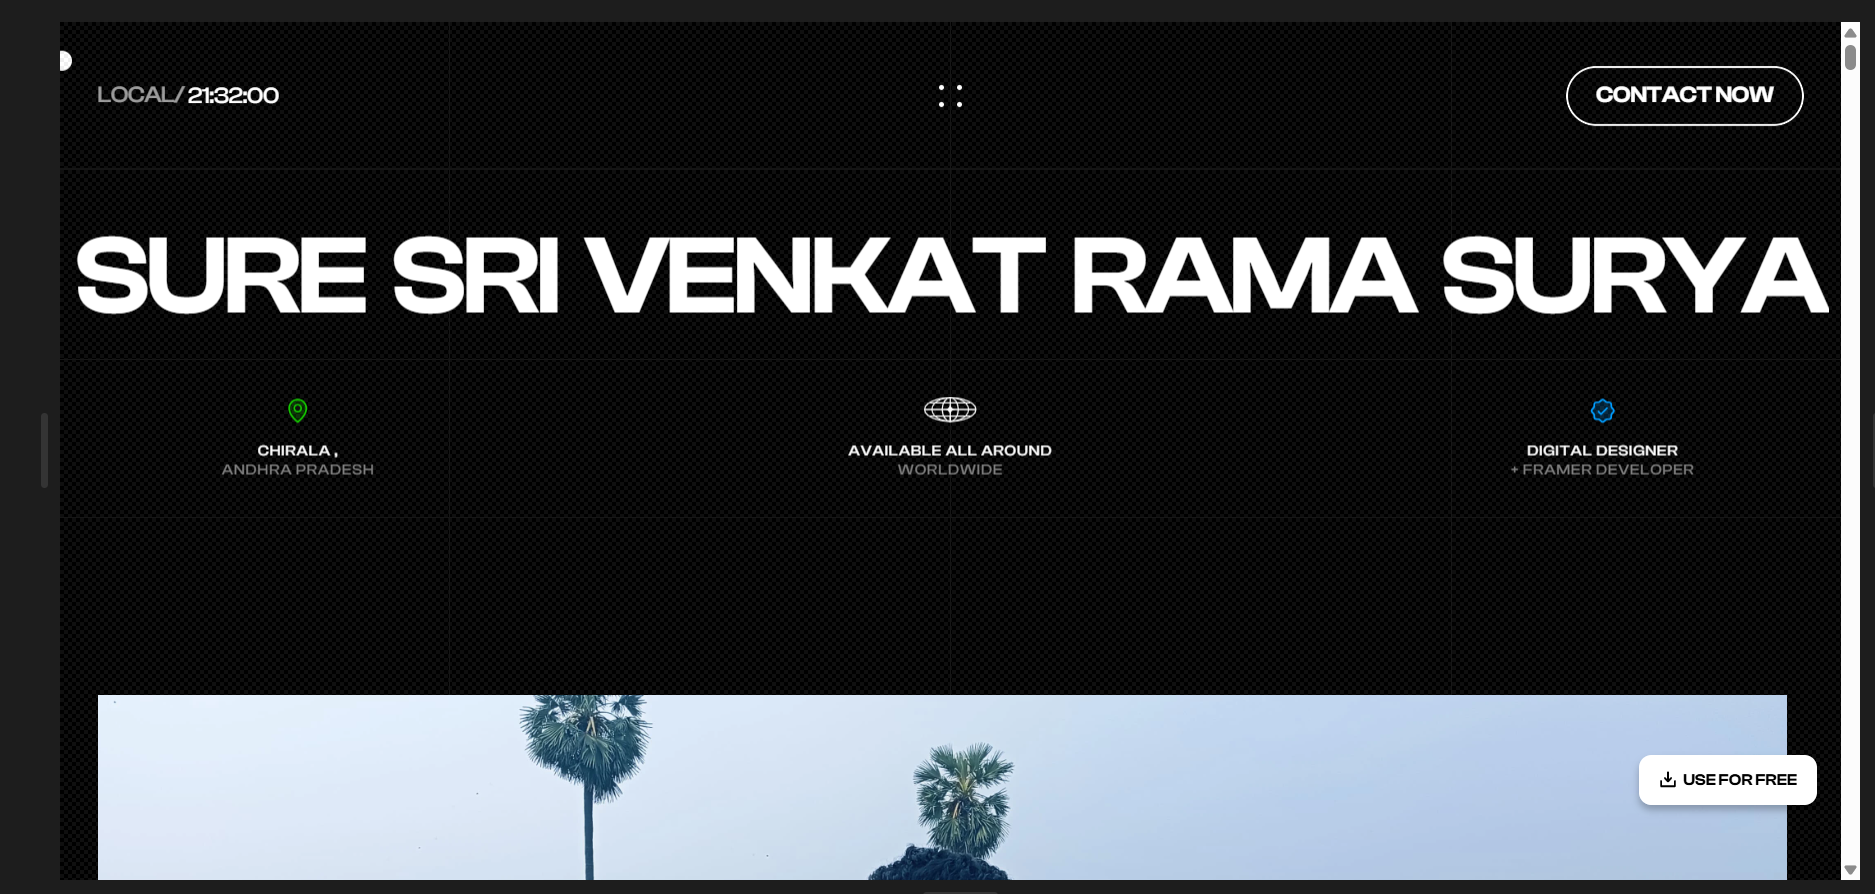 LOCAL/ 21:32:00
CONTACT NOW
SURE SRI VENKAT RAMA SURYA
CHIRALA ,
ANDHRA PRADESH
AVAILABLE ALL AROUND
WORLDWIDE
DIGITAL DESIGNER
+ FRAMER DEVELOPER
USE FOR FREE